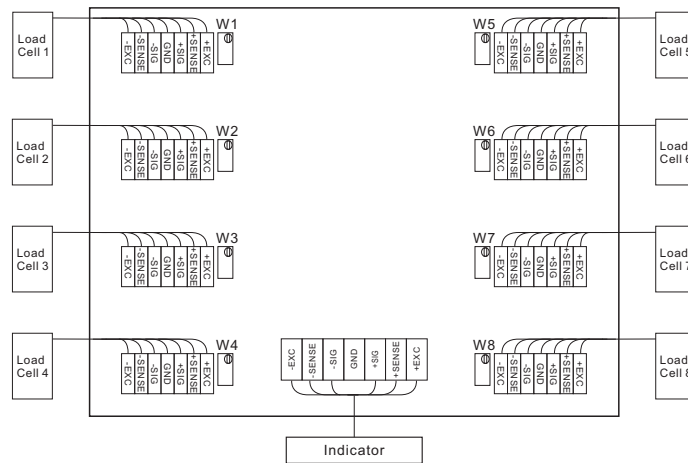 W1
W5
Load
Cell 1
-EXC
-SENSE
-SIG
GND
+SIG
+SENSE
+EXC
-EXC
-SENSE
-SIG
GND
+SIG
+SENSE
+EXC
Load
Cell 5
W2
W6
Load
Cell 2
-EXC
-SENSE
-SIG
GND
+SIG
+SENSE
+EXC
-EXC
-SENSE
-SIG
GND
+SIG
+SENSE
+EXC
Load
Cell 6
W3
W7
Load
Cell 3
-EXC
-SENSE
-SIG
GND
+SIG
+SENSE
+EXC
-EXC
-SENSE
-SIG
GND
+SIG
+SENSE
+EXC
Load
Cell 7
W4
W8
Load
Cell 4
-EXC
-SENSE
-SIG
GND
+SIG
+SENSE
+EXC
-EXC
-SENSE
-SIG
GND
+SIG
+SENSE
+EXC
-EXC
-SENSE
-SIG
GND
+SIG
+SENSE
+EXC
Load
Cell 8
Indicator